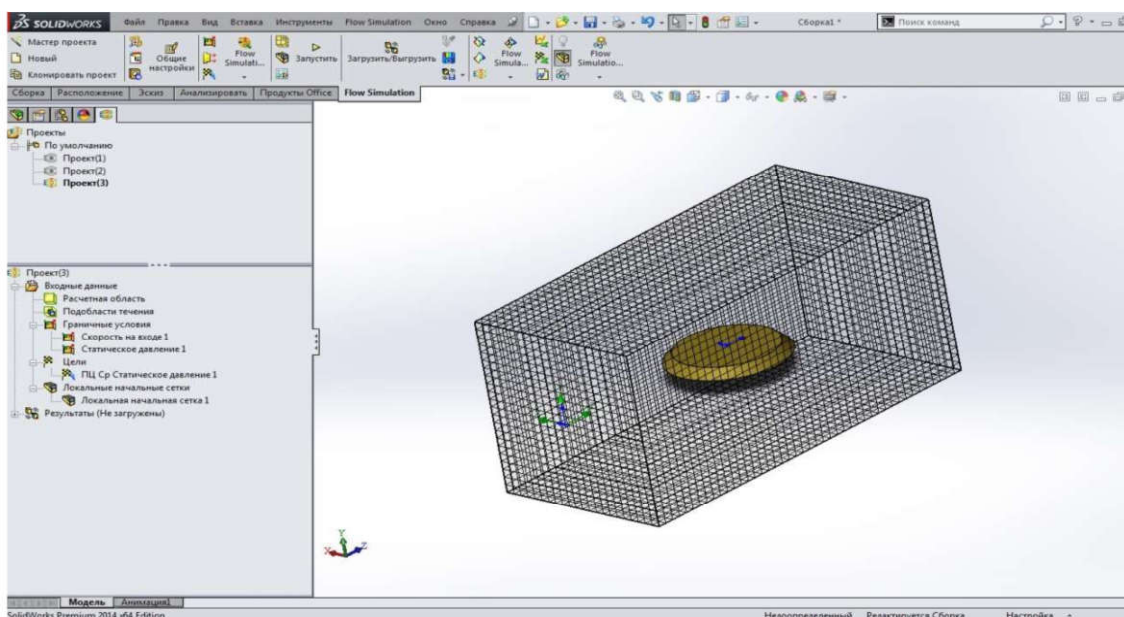 SOLIDWORKS Файл Правка Вид Вставка Инструменты Flow Simulation Окно Справка Сборка1 * Поиск команд
Мастер проекта
Новый
Клонировать проект
Общие настройки
Flow Simulati...
Запустить
Загрузить/Выгрузить
Flow Simula...
Flow Simulatio...
Сборка Расположение Эскиз Анализировать Продукты Office Flow Simulation
Проекты
По умолчанию
Проект(1)
Проект(2)
Проект(3)
Проект(3)
Входные данные
Расчетная область
Подобласти течения
Граничные условия
Скорость на входе 1
Статическое давление 1
Цели
ПЦ Ср Статическое давление 1
Локальные начальные сетки
Локальная начальная сетка 1
Результаты (Не загружены)
Y
X
Z
Модель Анимация1
SolidWorks Premium 2014 x64 Edition Недоопределенный Редактируется Сборка Настройка